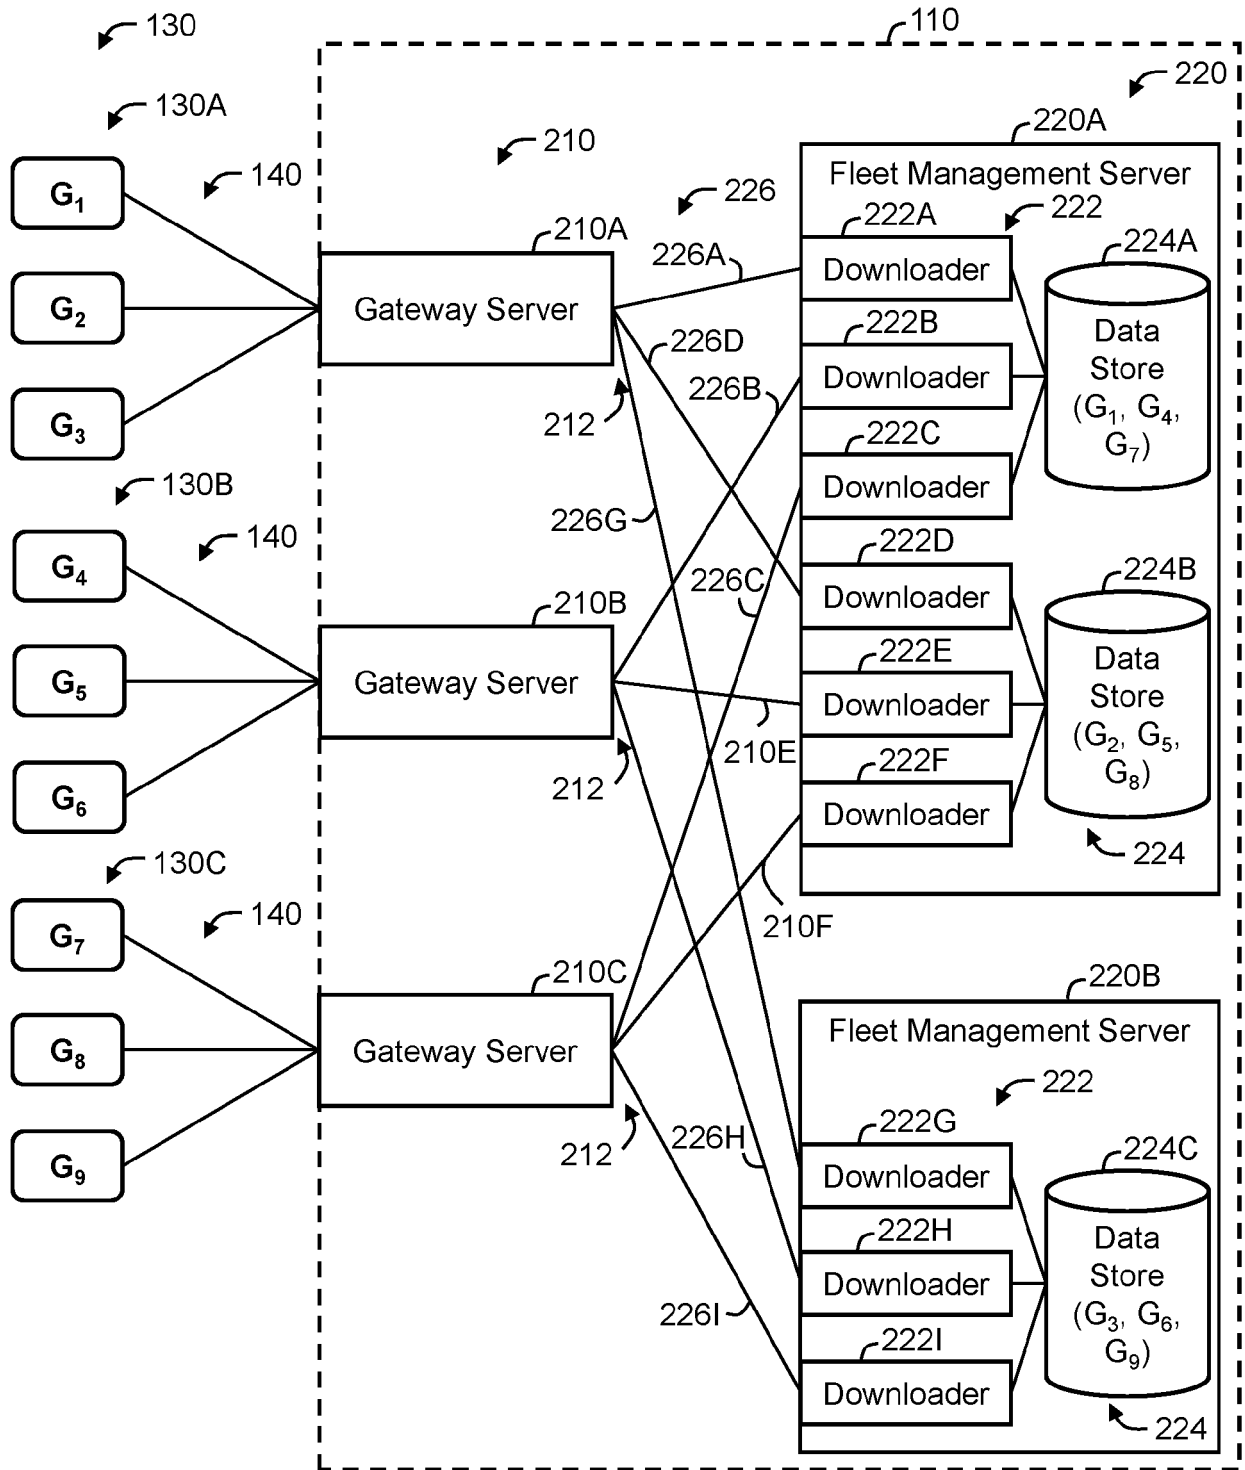 130
110
220
130A
220A
210
140
Fleet Management Server
G1
226
222A
222
210A
226A
Downloader
224A
G2
Gateway Server
222B
Data
Store
(G1, G4,
G7)
226D
Downloader
226B
G3
212
222C
Downloader
130B
226G
140
222D
G4
226C
Downloader
224B
210B
222E
Data
Store
(G2, G5,
G8)
G5
Gateway Server
Downloader
210E
222F
G6
212
Downloader
130C
224
140
G7
210F
210C
220B
Fleet Management Server
G8
Gateway Server
222
222G
226H
212
224C
G9
Downloader
222H
Data
Store
(G3, G6,
G9)
Downloader
226I
222I
Downloader
224